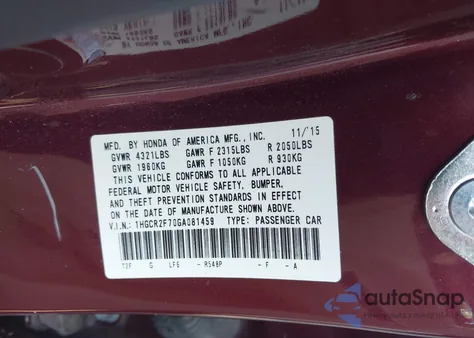 MFD. BY HONDA OF AMERICA MFG., INC. 11/'15
GVWR 4321LBS GAWR F 2315LBS R 2050LBS
GVWR 1960KG GAWR F 1050KG R 930KG
THIS VEHICLE CONFORMS TO ALL APPLICABLE
FEDERAL MOTOR VEHICLE SAFETY, BUMPER,
AND THEFT PREVENTION STANDARDS IN EFFECT
ON THE DATE OF MANUFACTURE SHOWN ABOVE.
V.I.N.: 1HGCR2F70GA081459 TYPE: PASSENGER CAR
G LF6 - R548P - F - A
autoSnap